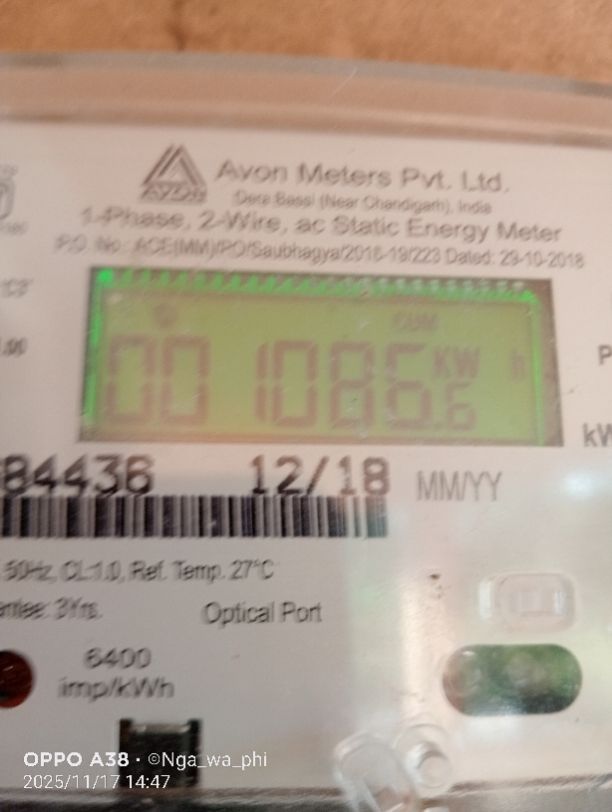 AVON
Avon Meters Pvt. Ltd.
Dera Bassi (Near Chandigarh), India
1-Phase, 2-Wire, ac Static Energy Meter
P.O. No.: ACE(MM)/PO/Saubhagya/2018-19/223 Dated: 29-10-2018
CUM
001086.6 KW h
84436 12/18 MM/YY
50Hz, CL:1.0, Ref. Temp. 27°C
3Yrs. Optical Port
6400
imp/kWh
OPPO A38 · ©Nga_wa_phi
2025/11/17 14:47